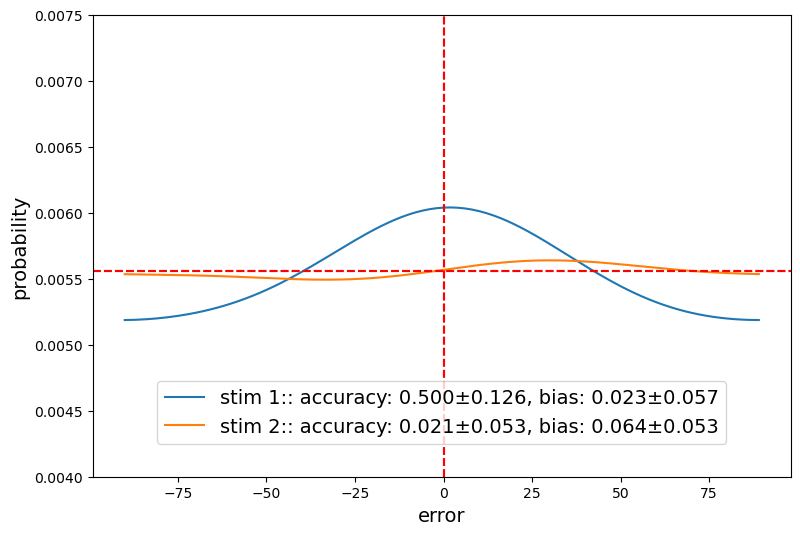 0.0075
0.0070
0.0065
0.0060
0.0055
0.0050
0.0045
0.0040
probability
stim 1:: accuracy: 0.500±0.126, bias: 0.023±0.057
stim 2:: accuracy: 0.021±0.053, bias: 0.064±0.053
−75 −50 −25 0 25 50 75
error